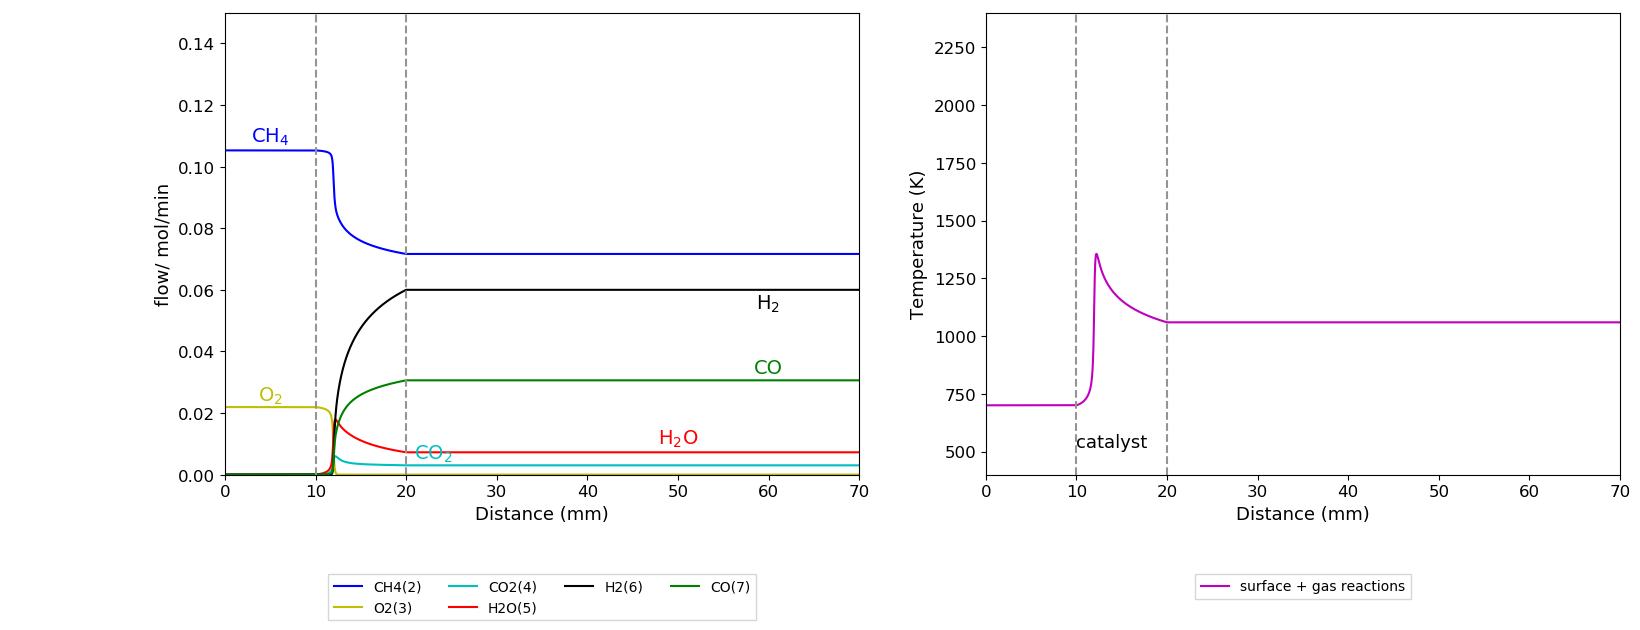 0.14
0.12
0.10
0.08
0.06
0.04
0.02
0.00
flow/ mol/min
CH4
O2
H2
CO
H2O
CO2
0 10 20 30 40 50 60 70
Distance (mm)
CH4(2) CO2(4) H2(6) CO(7)
O2(3) H2O(5)
2250
2000
1750
1500
1250
1000
750
500
Temperature (K)
catalyst
0 10 20 30 40 50 60 70
Distance (mm)
surface + gas reactions